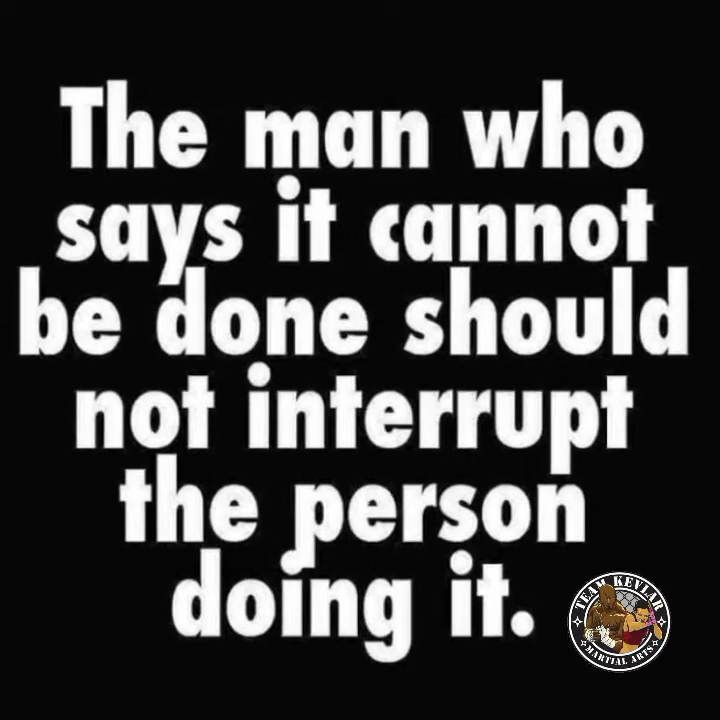 The man who
says it cannot
be done should
not interrupt
the person
doing it.
TEAM KEVLAR
MARTIAL ARTS